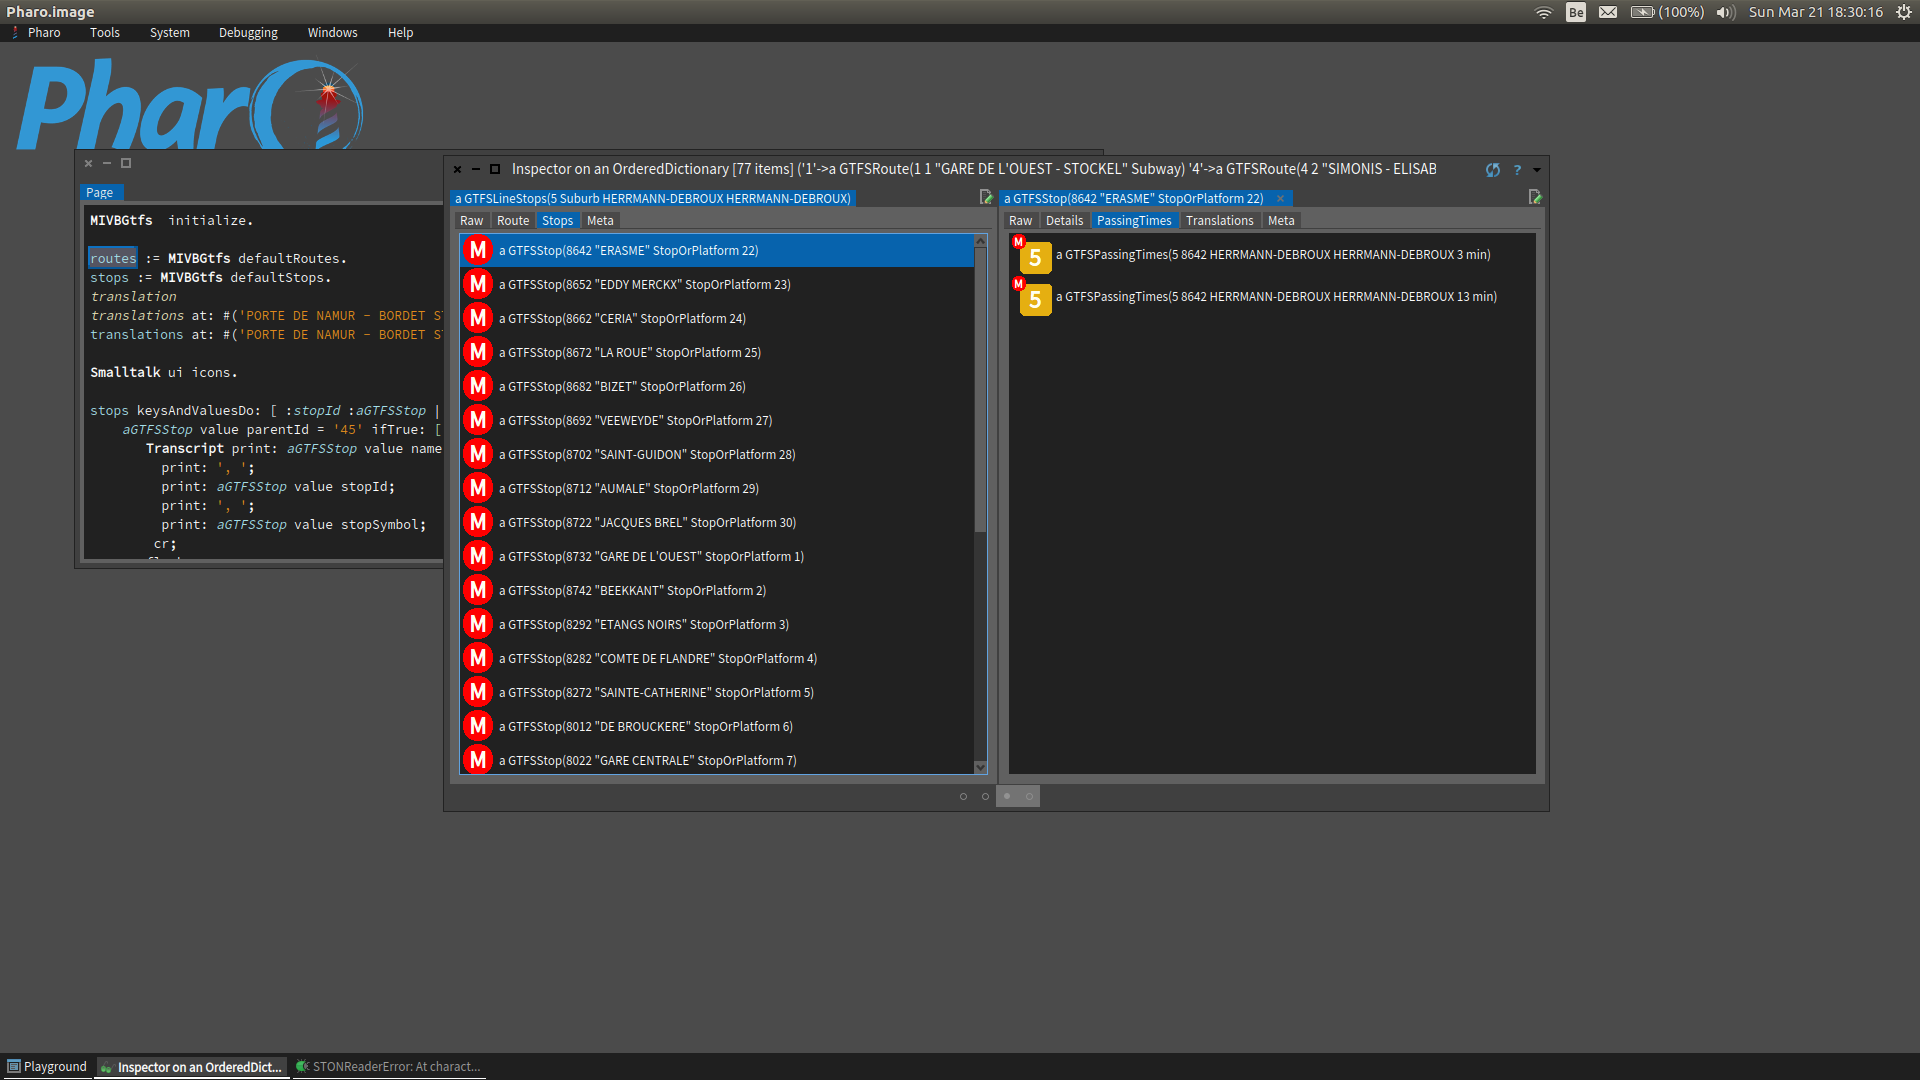 Pharo.image
Be
(100%)
Sun Mar 21 18:30:16
Pharo Tools System Debugging Windows Help
Pharo
Page
MIVBGtfs initialize.
routes := MIVBGtfs defaultRoutes.
stops := MIVBGtfs defaultStops.
translation
translations at: #('PORTE DE NAMUR - BORDET S
translations at: #('PORTE DE NAMUR - BORDET S
Smalltalk ui icons.
stops keysAndValuesDo: [ :stopId :aGTFSStop |
aGTFSStop value parentId = '45' ifTrue: [
Transcript print: aGTFSStop value name
print: ', ';
print: aGTFSStop value stopId;
print: ', ';
print: aGTFSStop value stopSymbol;
cr;
Inspector on an OrderedDictionary [77 items] ('1'->a GTFSRoute(1 1 "GARE DE L'OUEST - STOCKEL" Subway) '4'->a GTFSRoute(4 2 "SIMONIS - ELISAB
?
a GTFSLineStops(5 Suburb HERRMANN-DEBROUX HERRMANN-DEBROUX)
Raw Route Stops Meta
M a GTFSStop(8642 "ERASME" StopOrPlatform 22)
M a GTFSStop(8652 "EDDY MERCKX" StopOrPlatform 23)
M a GTFSStop(8662 "CERIA" StopOrPlatform 24)
M a GTFSStop(8672 "LA ROUE" StopOrPlatform 25)
M a GTFSStop(8682 "BIZET" StopOrPlatform 26)
M a GTFSStop(8692 "VEEWEYDE" StopOrPlatform 27)
M a GTFSStop(8702 "SAINT-GUIDON" StopOrPlatform 28)
M a GTFSStop(8712 "AUMALE" StopOrPlatform 29)
M a GTFSStop(8722 "JACQUES BREL" StopOrPlatform 30)
M a GTFSStop(8732 "GARE DE L'OUEST" StopOrPlatform 1)
M a GTFSStop(8742 "BEEKKANT" StopOrPlatform 2)
M a GTFSStop(8292 "ETANGS NOIRS" StopOrPlatform 3)
M a GTFSStop(8282 "COMTE DE FLANDRE" StopOrPlatform 4)
M a GTFSStop(8272 "SAINTE-CATHERINE" StopOrPlatform 5)
M a GTFSStop(8012 "DE BROUCKERE" StopOrPlatform 6)
M a GTFSStop(8022 "GARE CENTRALE" StopOrPlatform 7)
a GTFSStop(8642 "ERASME" StopOrPlatform 22)
Raw Details PassingTimes Translations Meta
M 5 a GTFSPassingTimes(5 8642 HERRMANN-DEBROUX HERRMANN-DEBROUX 3 min)
M 5 a GTFSPassingTimes(5 8642 HERRMANN-DEBROUX HERRMANN-DEBROUX 13 min)
Playground
Inspector on an OrderedDict...
STONReaderError: At charact...